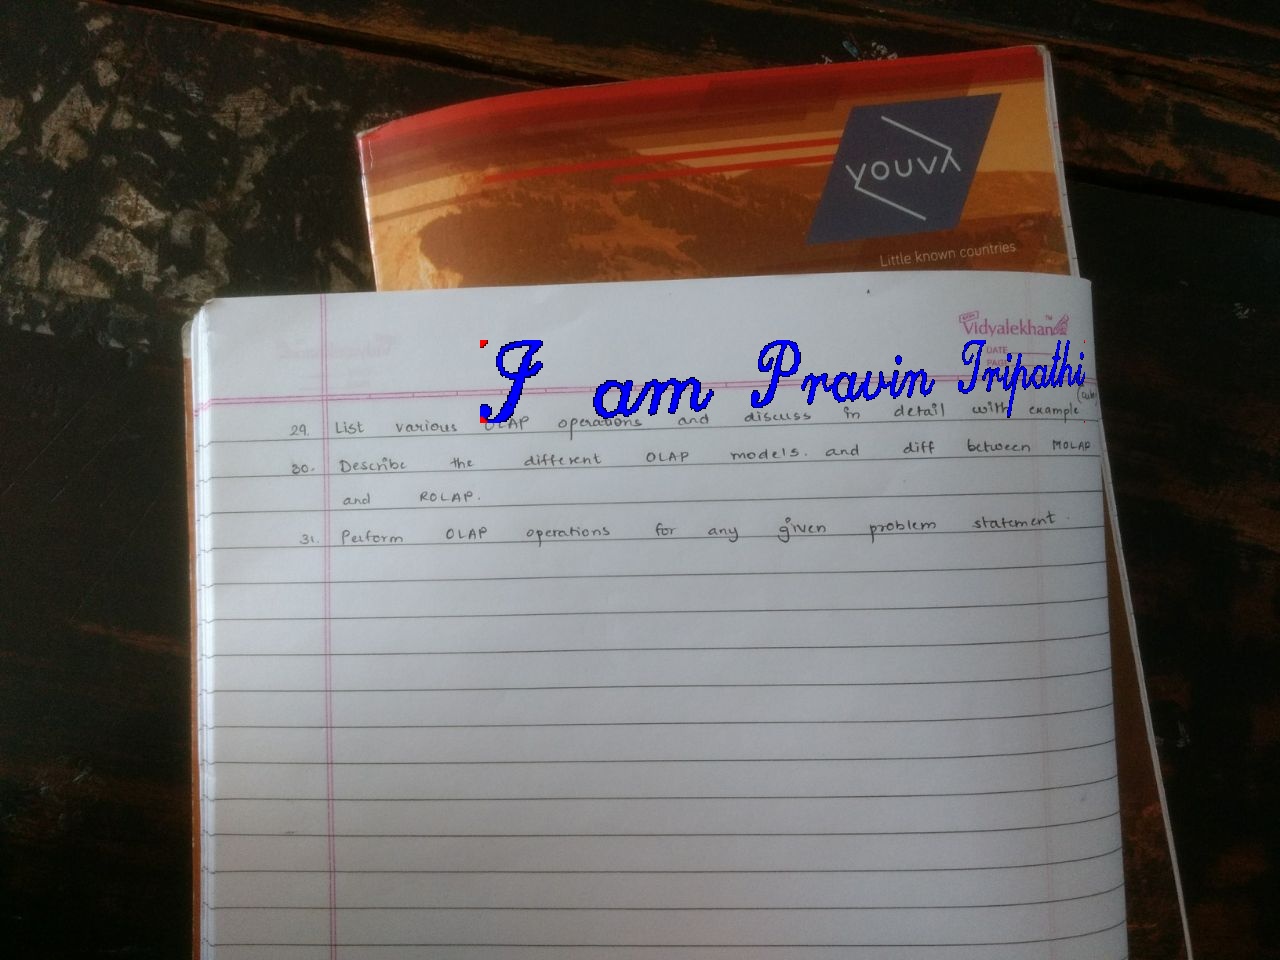 YOUVA
Little known countries
Vidyalekhan
DATE
I am Pravin Tripathi
29. List various OLAP operations and discuss in detail with example
30. Describe the different OLAP models. and diff between MOLAP
and ROLAP.
31. Perform OLAP operations for any given problem statement.